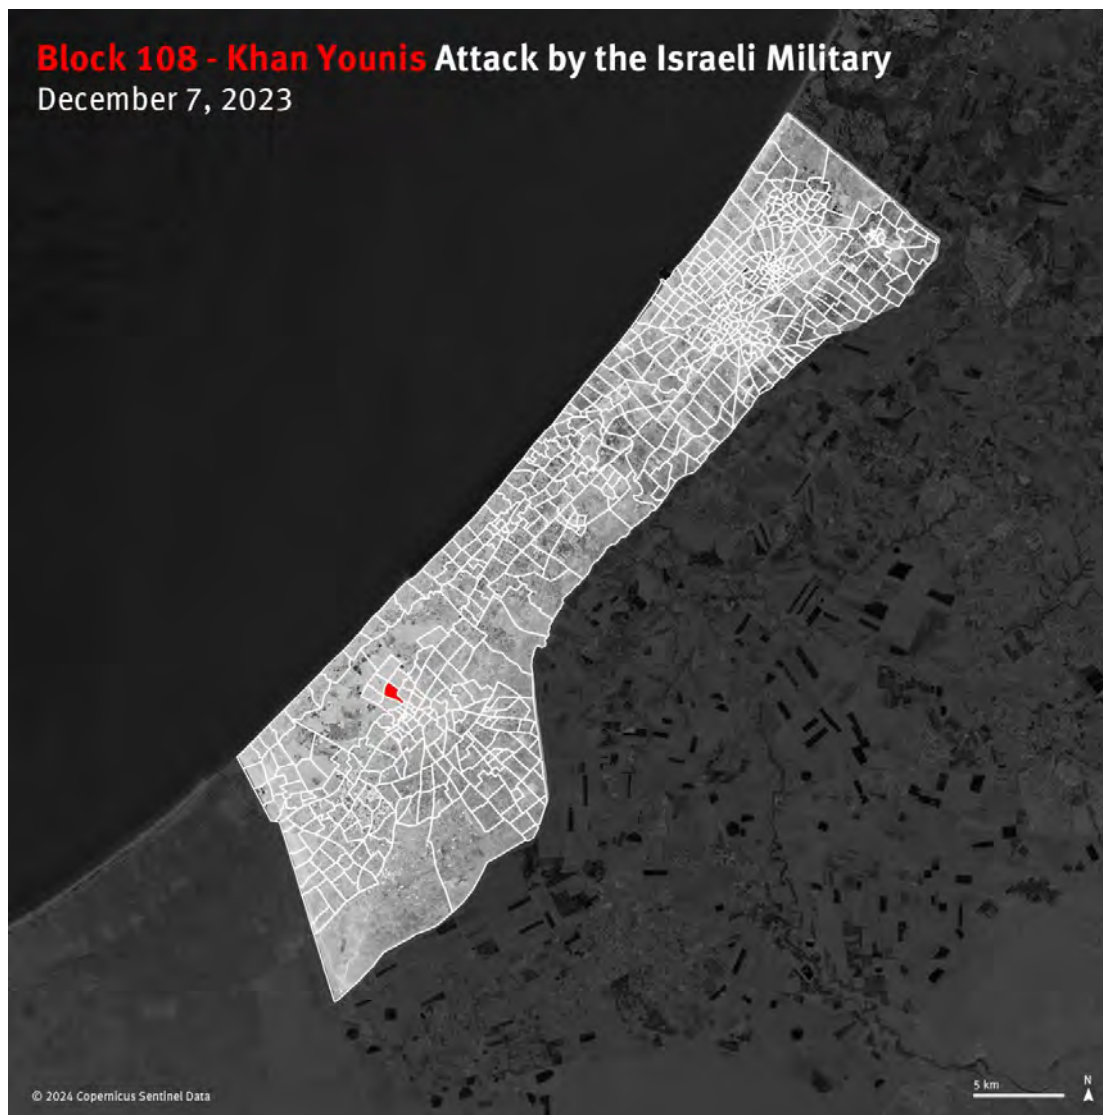 Block 108 - Khan Younis Attack by the Israeli Military
December 7, 2023
© 2024 Copernicus Sentinel Data
5 km
N